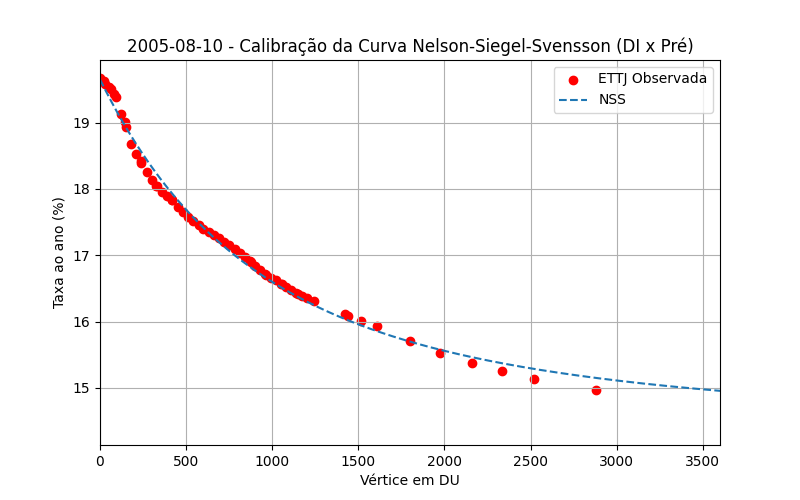 2005-08-10 - Calibração da Curva Nelson-Siegel-Svensson (DI x Pré)
ETTJ Observada
NSS
Taxa ao ano (%)
19
18
17
16
15
0 500 1000 1500 2000 2500 3000 3500
Vértice em DU